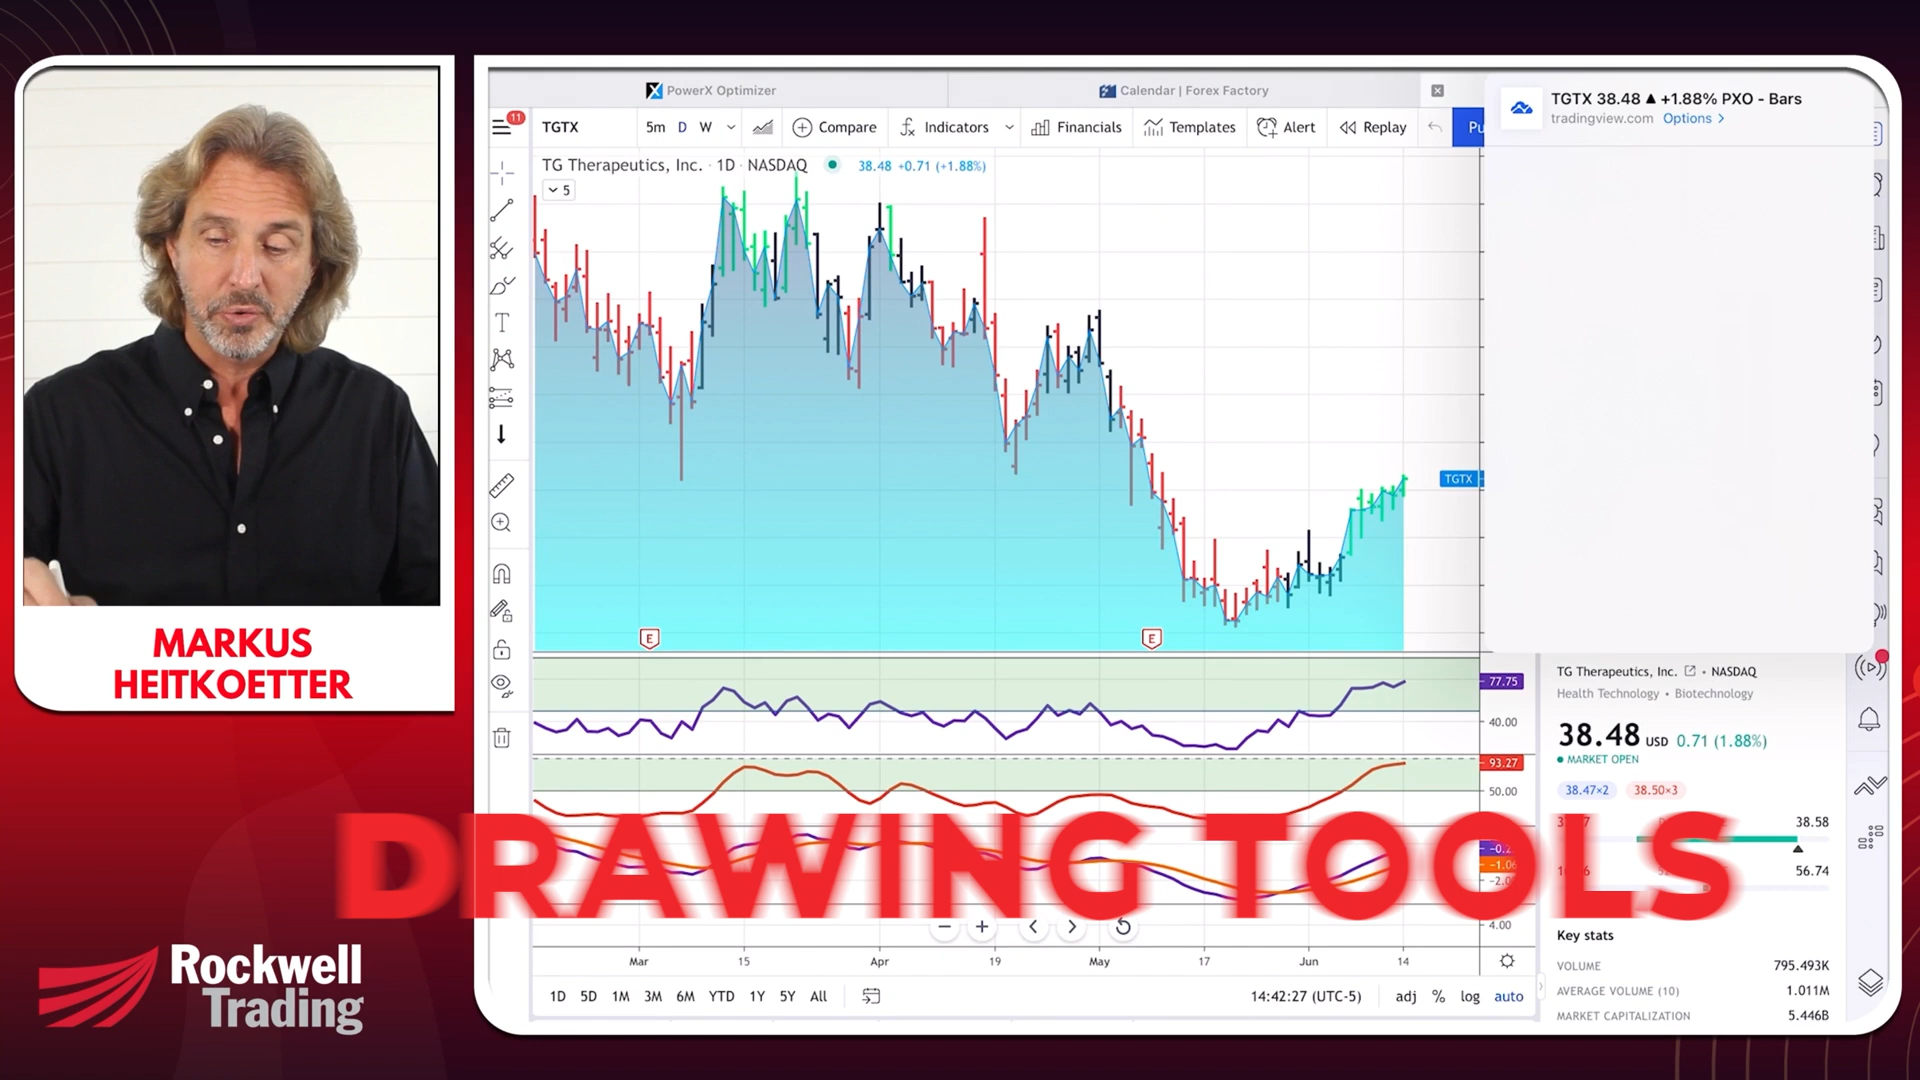 PowerX Optimizer
Calendar | Forex Factory
TGTX 38.48 ▲ +1.88% PXO - Bars
tradingview.com Options >
11
TGTX
5m D W
Compare
Indicators
Financials
Templates
Alert
Replay
Pu
TG Therapeutics, Inc. · 1D · NASDAQ
38.48 +0.71 (+1.88%)
5
TGTX
E
E
77.75
40.00
93.27
50.00
4.00
Mar 15 Apr 19 May 17 Jun 14
1D 5D 1M 3M 6M YTD 1Y 5Y All
14:42:27 (UTC-5)
adj % log auto
TG Therapeutics, Inc. • NASDAQ
Health Technology • Biotechnology
38.48 USD 0.71 (1.88%)
MARKET OPEN
38.47×2 38.50×3
38.58
56.74
Key stats
VOLUME 795.493K
AVERAGE VOLUME (10) 1.011M
MARKET CAPITALIZATION 5.446B
DRAWING TOOLS
MARKUS
HEITKOETTER
Rockwell
Trading